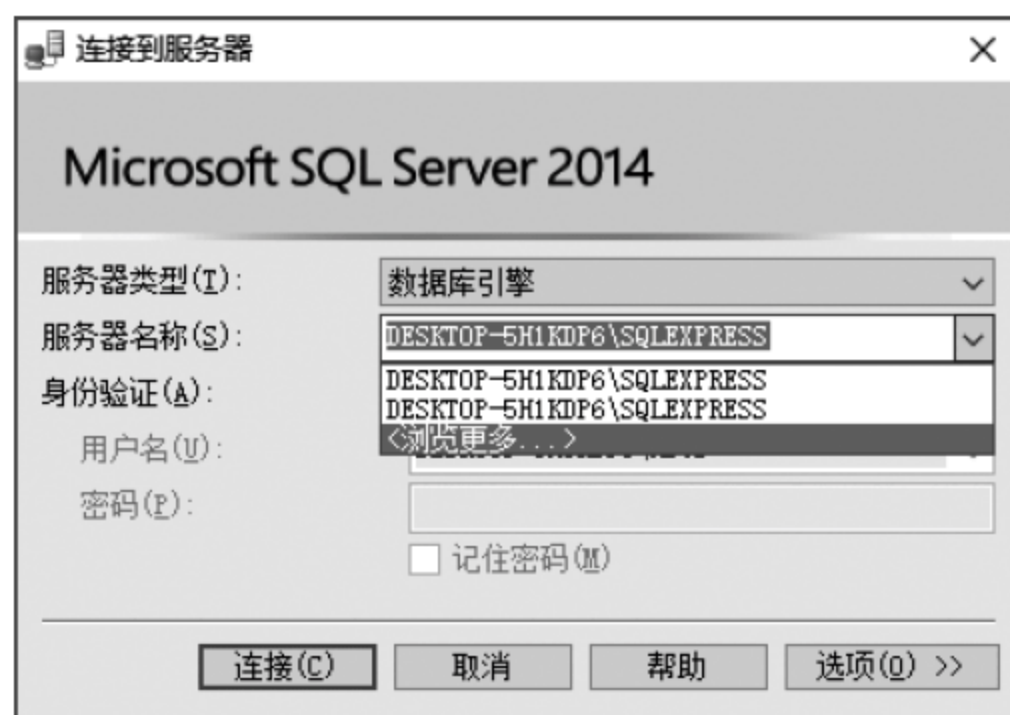 连接到服务器
Microsoft SQL Server 2014
服务器类型(T): 数据库引擎
服务器名称(S): DESKTOP-5H1KDP6\SQLEXPRESS
DESKTOP-5H1KDP6\SQLEXPRESS
身份验证(A):
DESKTOP-5H1KDP6\SQLEXPRESS
<浏览更多...>
用户名(U):
密码(P):
记住密码(M)
连接(C) 取消 帮助 选项(O) >>